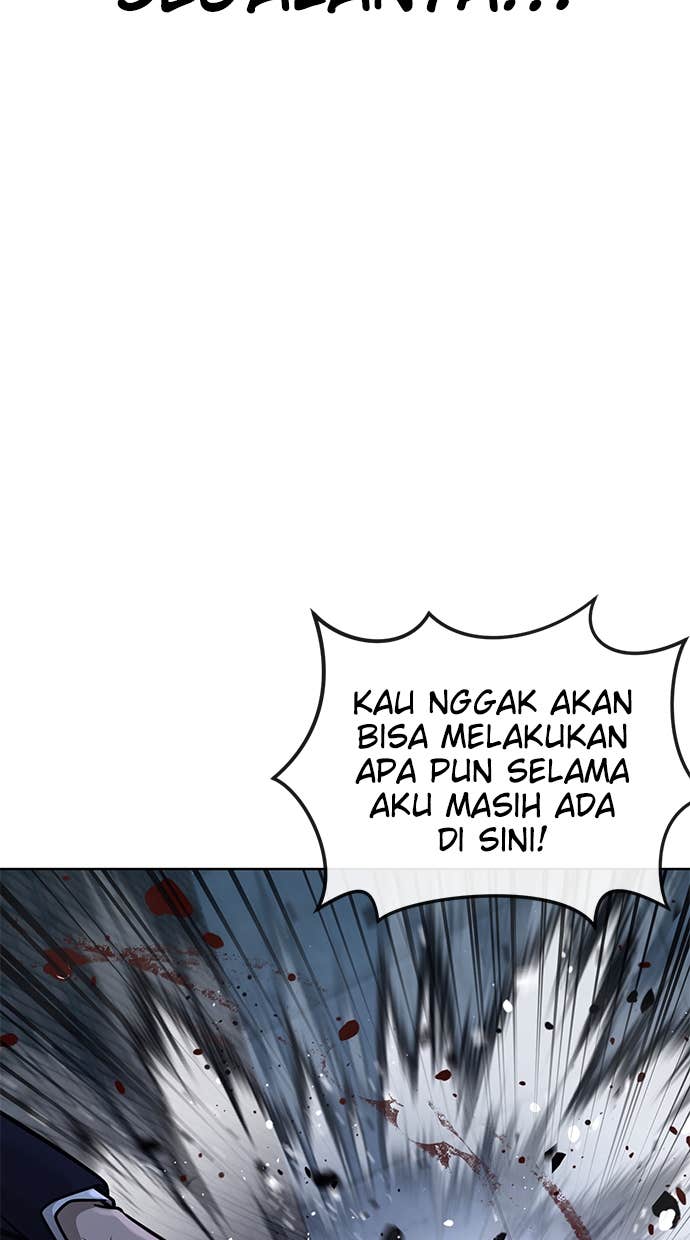 KAU NGGAK AKAN
BISA MELAKUKAN
APA PUN SELAMA
AKU MASIH ADA
DI SINI!